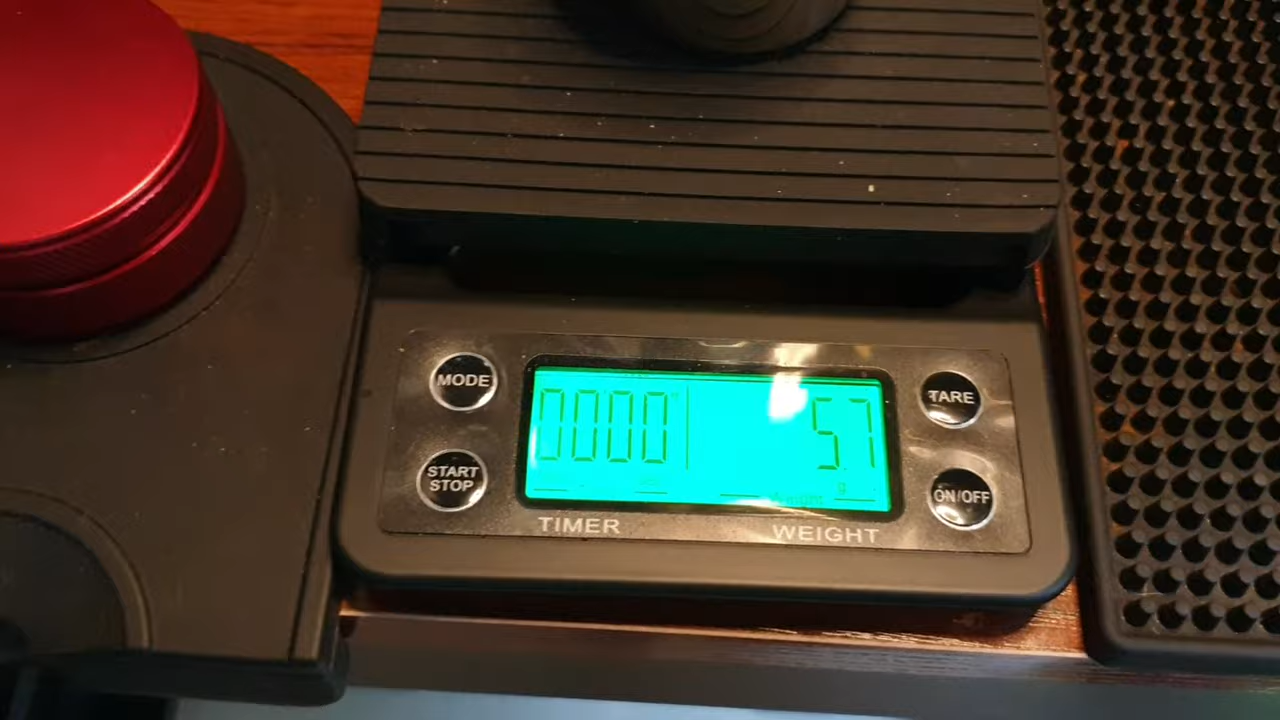 MODE
TARE
0000
57
START
STOP
g
ON/OFF
TIMER
WEIGHT